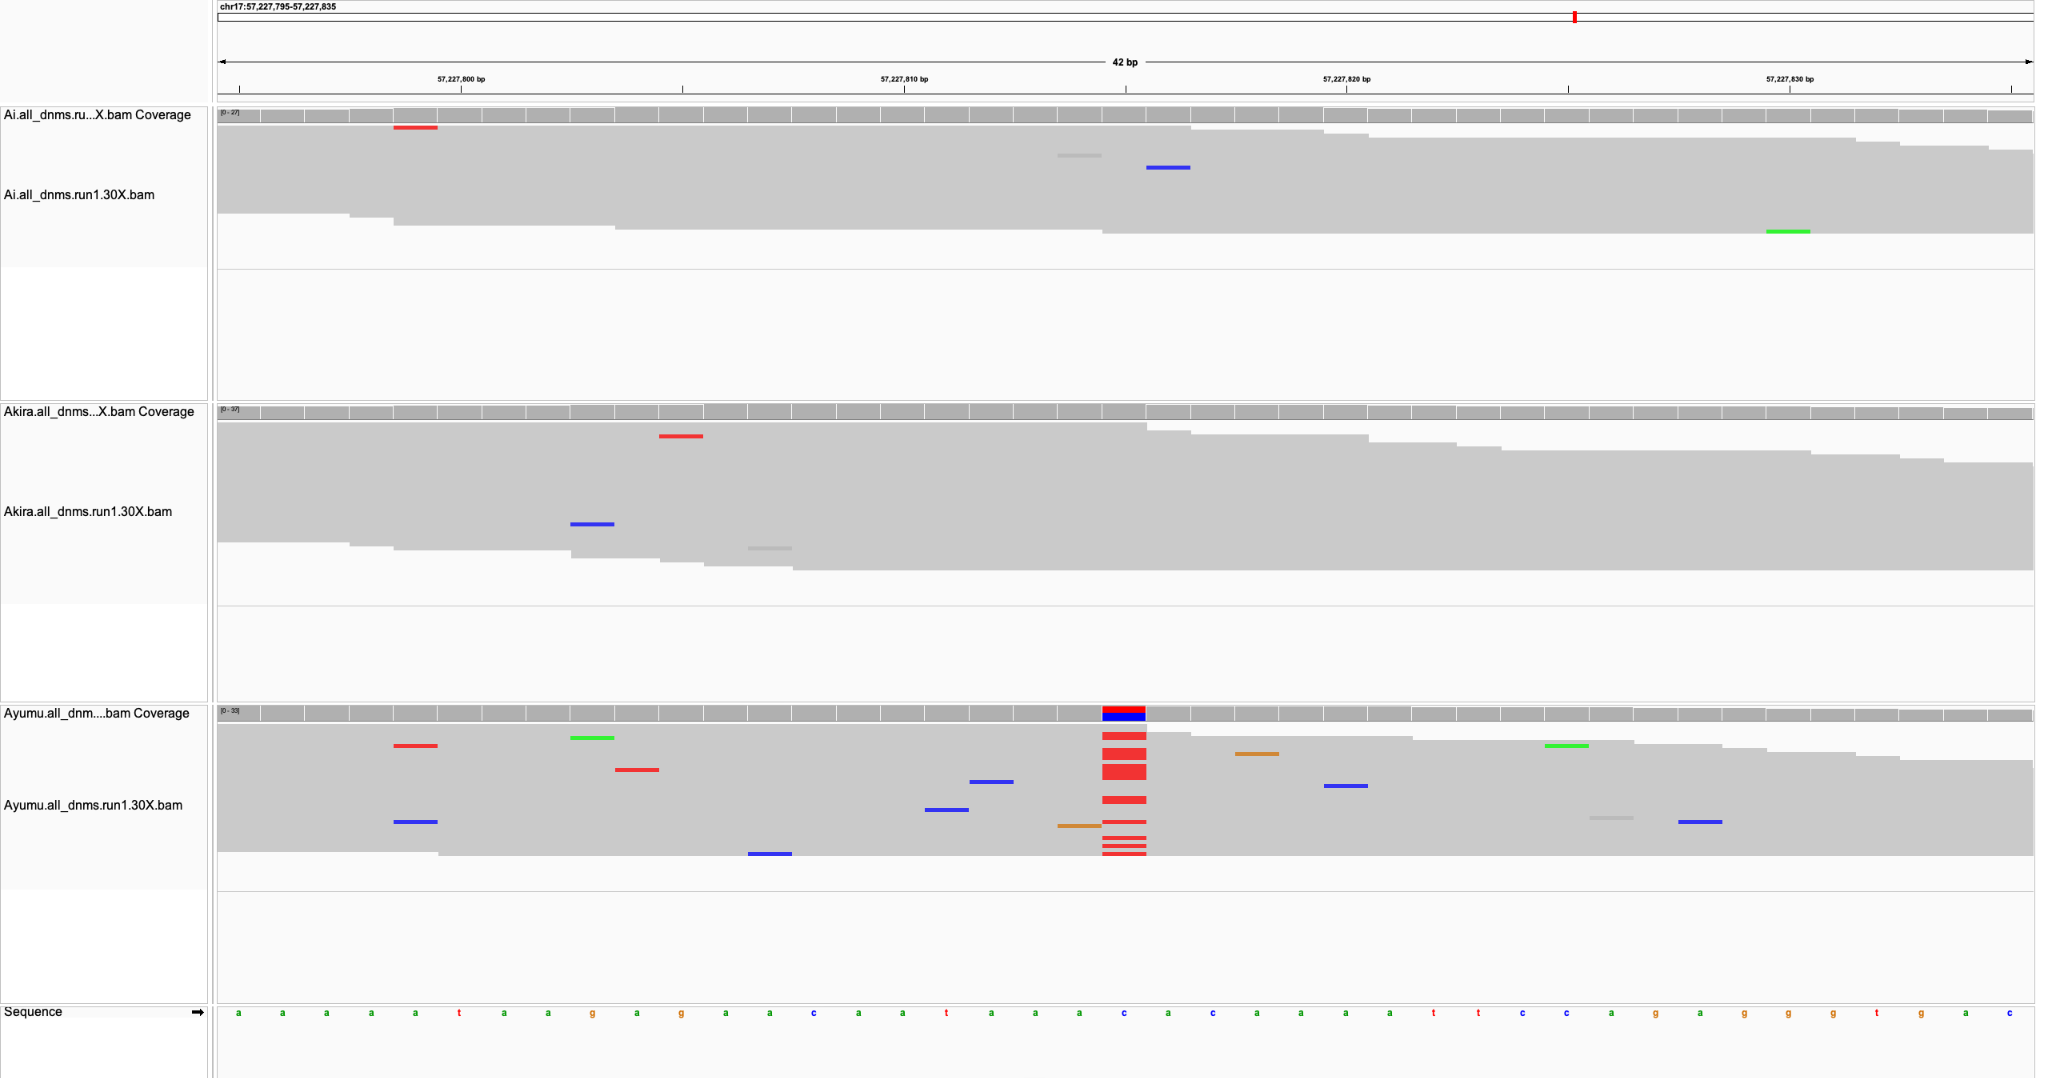 chr17:57,227,795-57,227,835
42 bp
57,227,800 bp 57,227,810 bp 57,227,820 bp 57,227,830 bp
Ai.all_dnms.ru...X.bam Coverage
[0 - 37]
Ai.all_dnms.run1.30X.bam
Akira.all_dnms...X.bam Coverage
[0 - 37]
Akira.all_dnms.run1.30X.bam
Ayumu.all_dnm....bam Coverage
[0 - 33]
Ayumu.all_dnms.run1.30X.bam
Sequence a a a a a t a a g a g a a c a a t a a a c a c a a a a t t c c a g a g g g t g a c